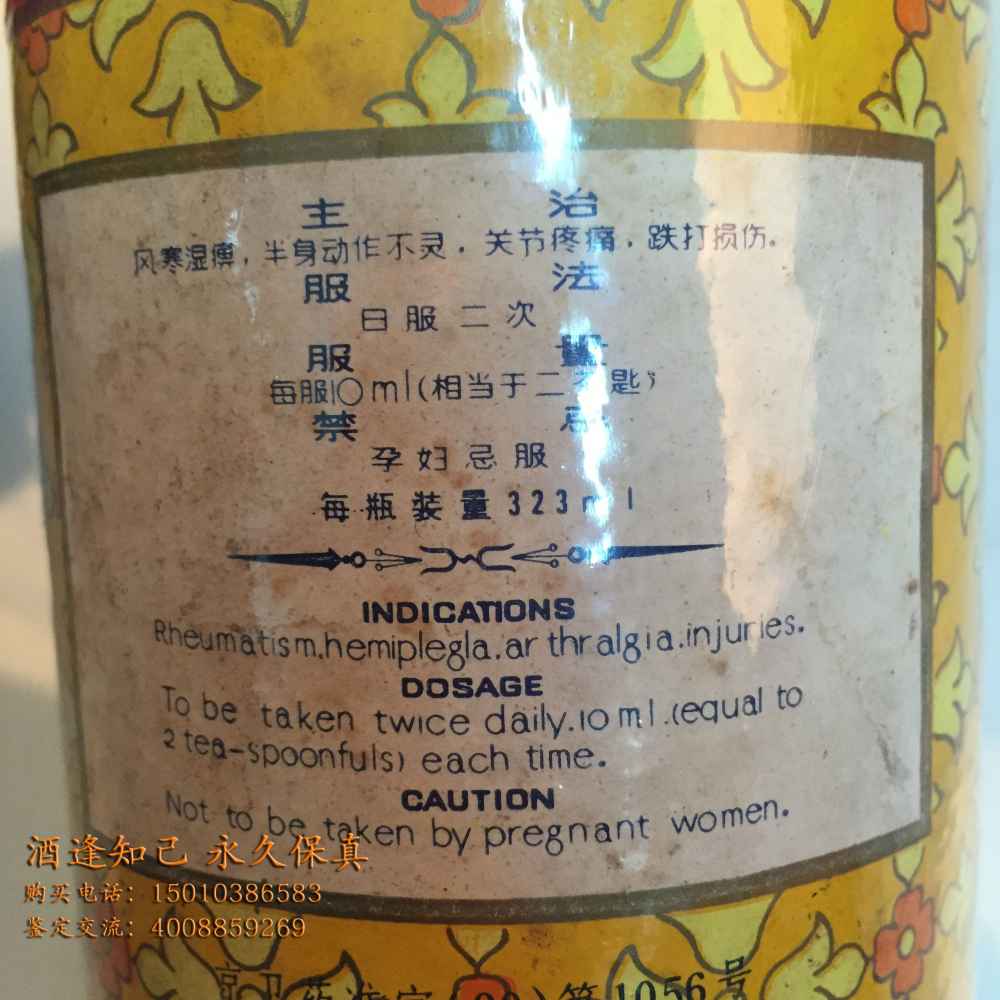 主 治
风寒湿痹，半身动作不灵，关节疼痛，跌打损伤。
服 法
日服二次
服 量
每服10ml(相当于二茶匙)
禁 忌
孕妇忌服
每瓶装量323ml
INDICATIONS
Rheumatism.hemiplegla.ar thralgia.injuries.
DOSAGE
To be taken twice daily.10ml.(equal to
2 tea-spoonfuls) each time.
CAUTION
Not to be taken by pregnant women.
酒逢知己 永久保真
购买电话：15010386583
鉴定交流：4008859269
1056号